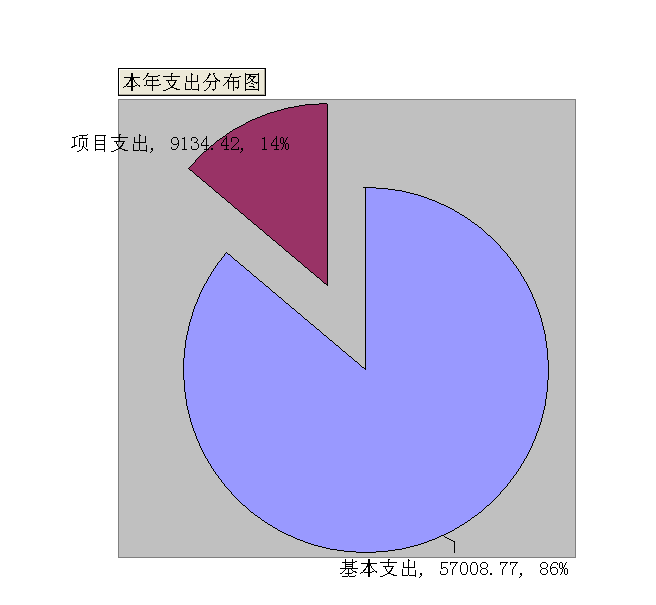 本年支出分布图
项目支出, 9134.42, 14%
基本支出, 57008.77, 86%